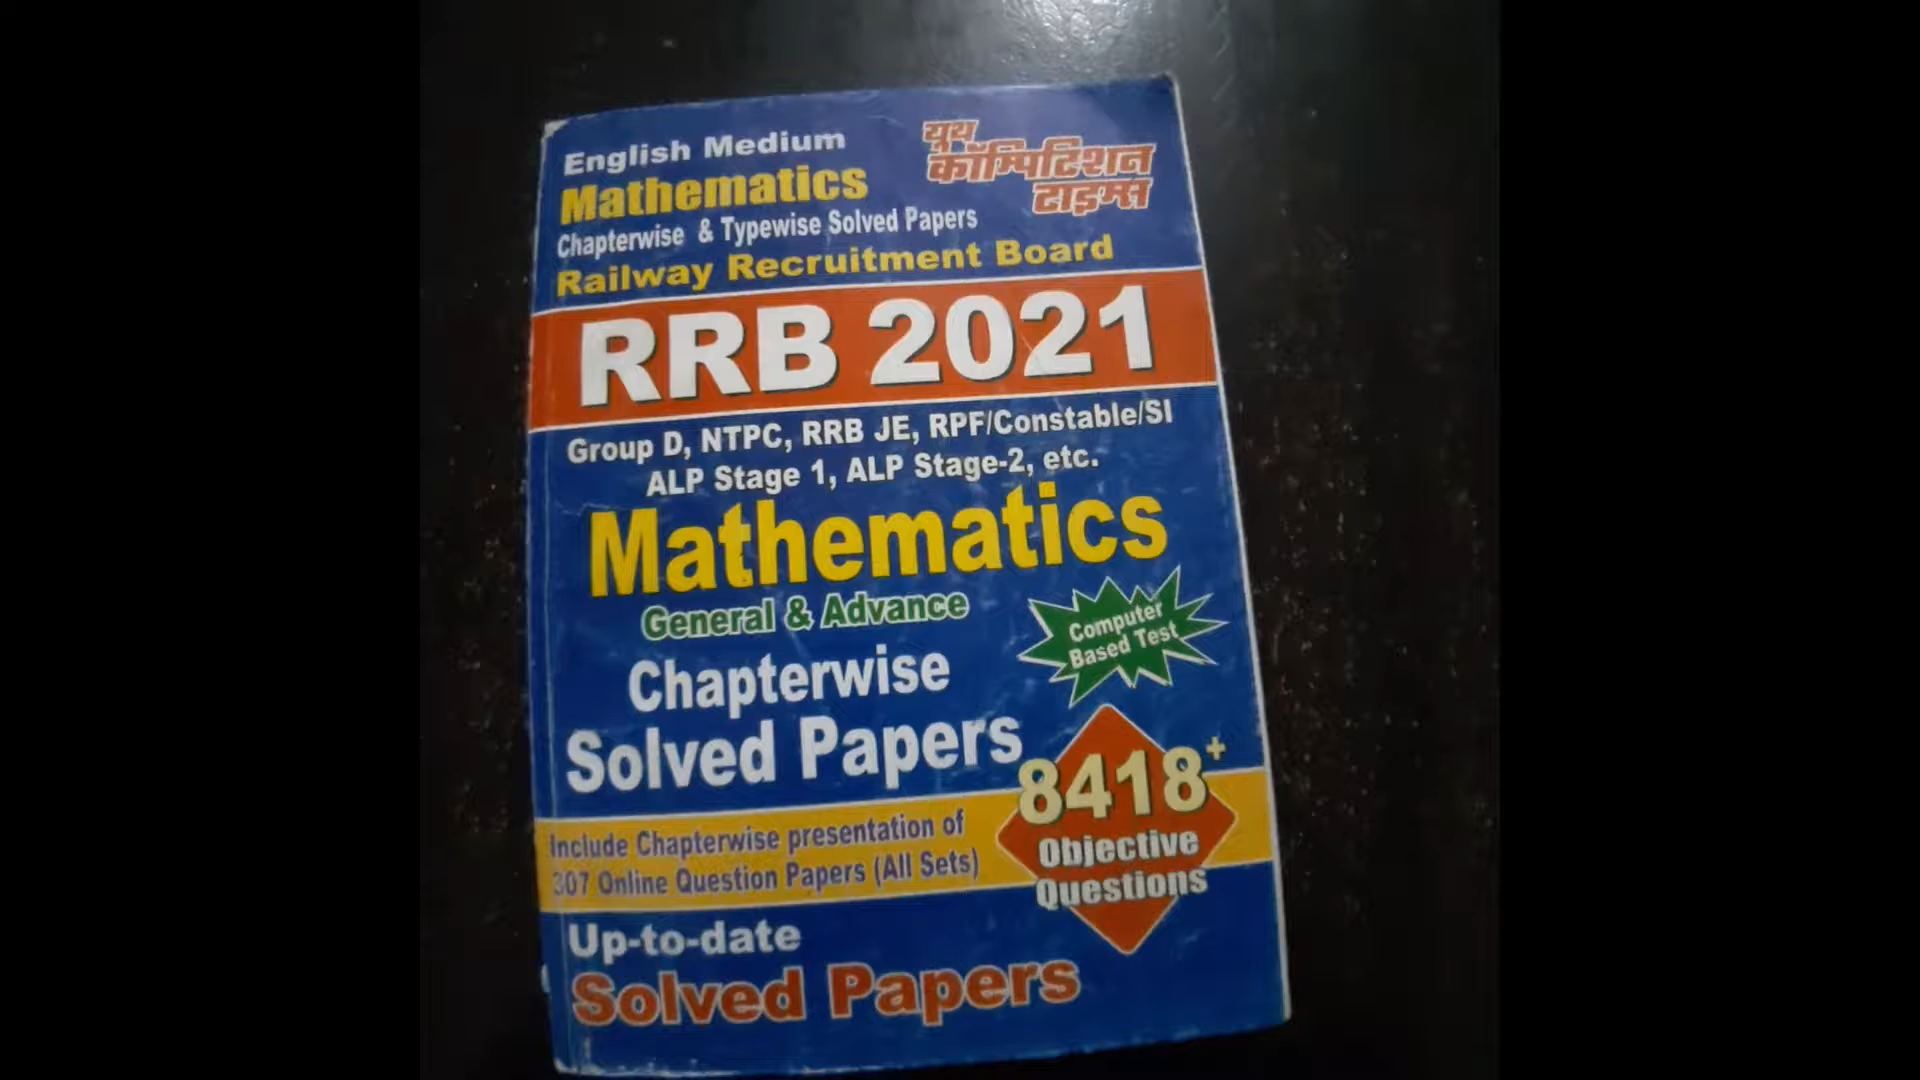 English Medium
Mathematics
Chapterwise & Typewise Solved Papers
Railway Recruitment Board
यूथ
कॉम्पिटिशन
टाइम्स
RRB 2021
Group D, NTPC, RRB JE, RPF/Constable/SI
ALP Stage 1, ALP Stage-2, etc.
Mathematics
General & Advance
Computer
Based Test
Chapterwise
Solved Papers
8418+
Objective
Questions
Include Chapterwise presentation of
307 Online Question Papers (All Sets)
Up-to-date
Solved Papers